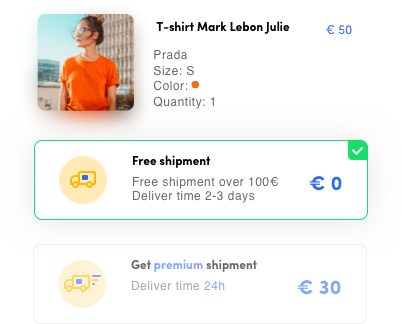 T-shirt Mark Lebon Julie
€ 50
Prada
Size: S
Color:
Quantity: 1
Free shipment
Free shipment over 100€
Deliver time 2-3 days
€ 0
Get premium shipment
Deliver time 24h
€ 30